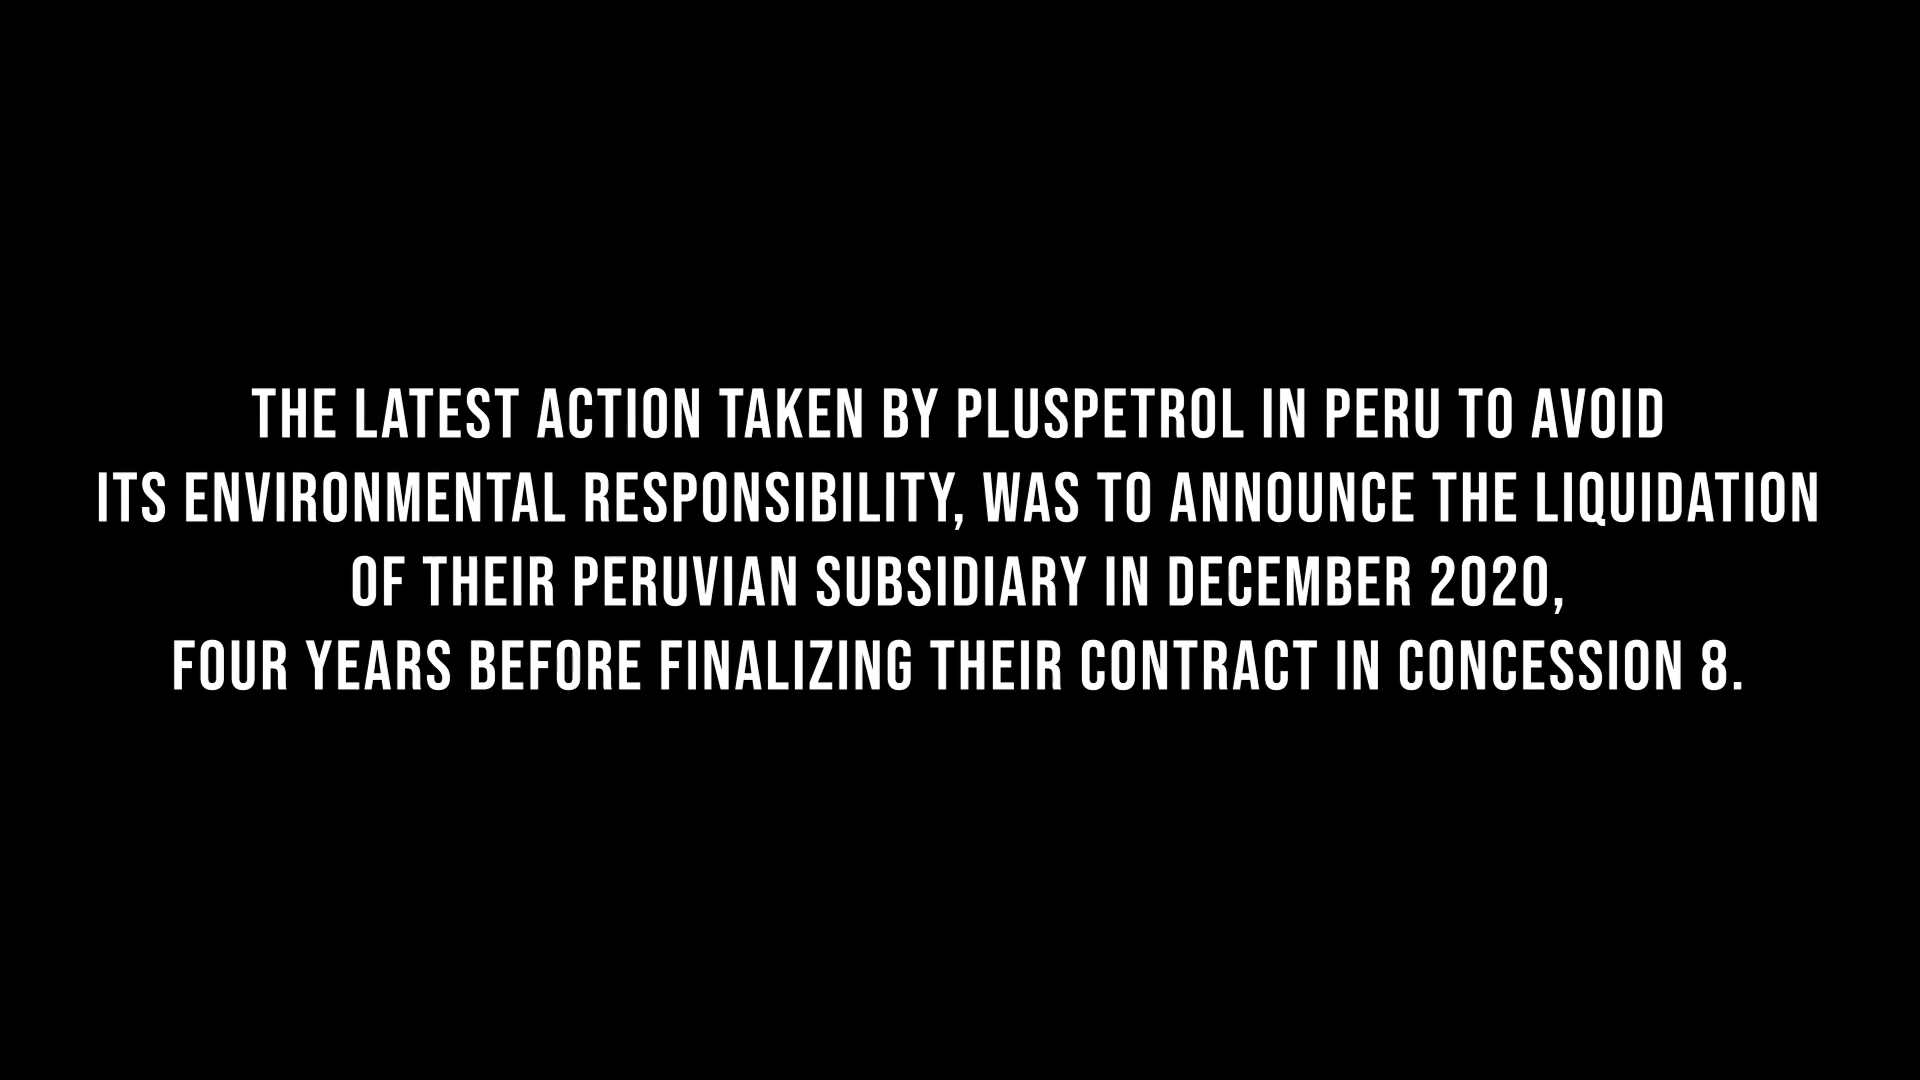 THE LATEST ACTION TAKEN BY PLUSPETROL IN PERU TO AVOID
ITS ENVIRONMENTAL RESPONSIBILITY, WAS TO ANNOUNCE THE LIQUIDATION
OF THEIR PERUVIAN SUBSIDIARY IN DECEMBER 2020,
FOUR YEARS BEFORE FINALIZING THEIR CONTRACT IN CONCESSION 8.